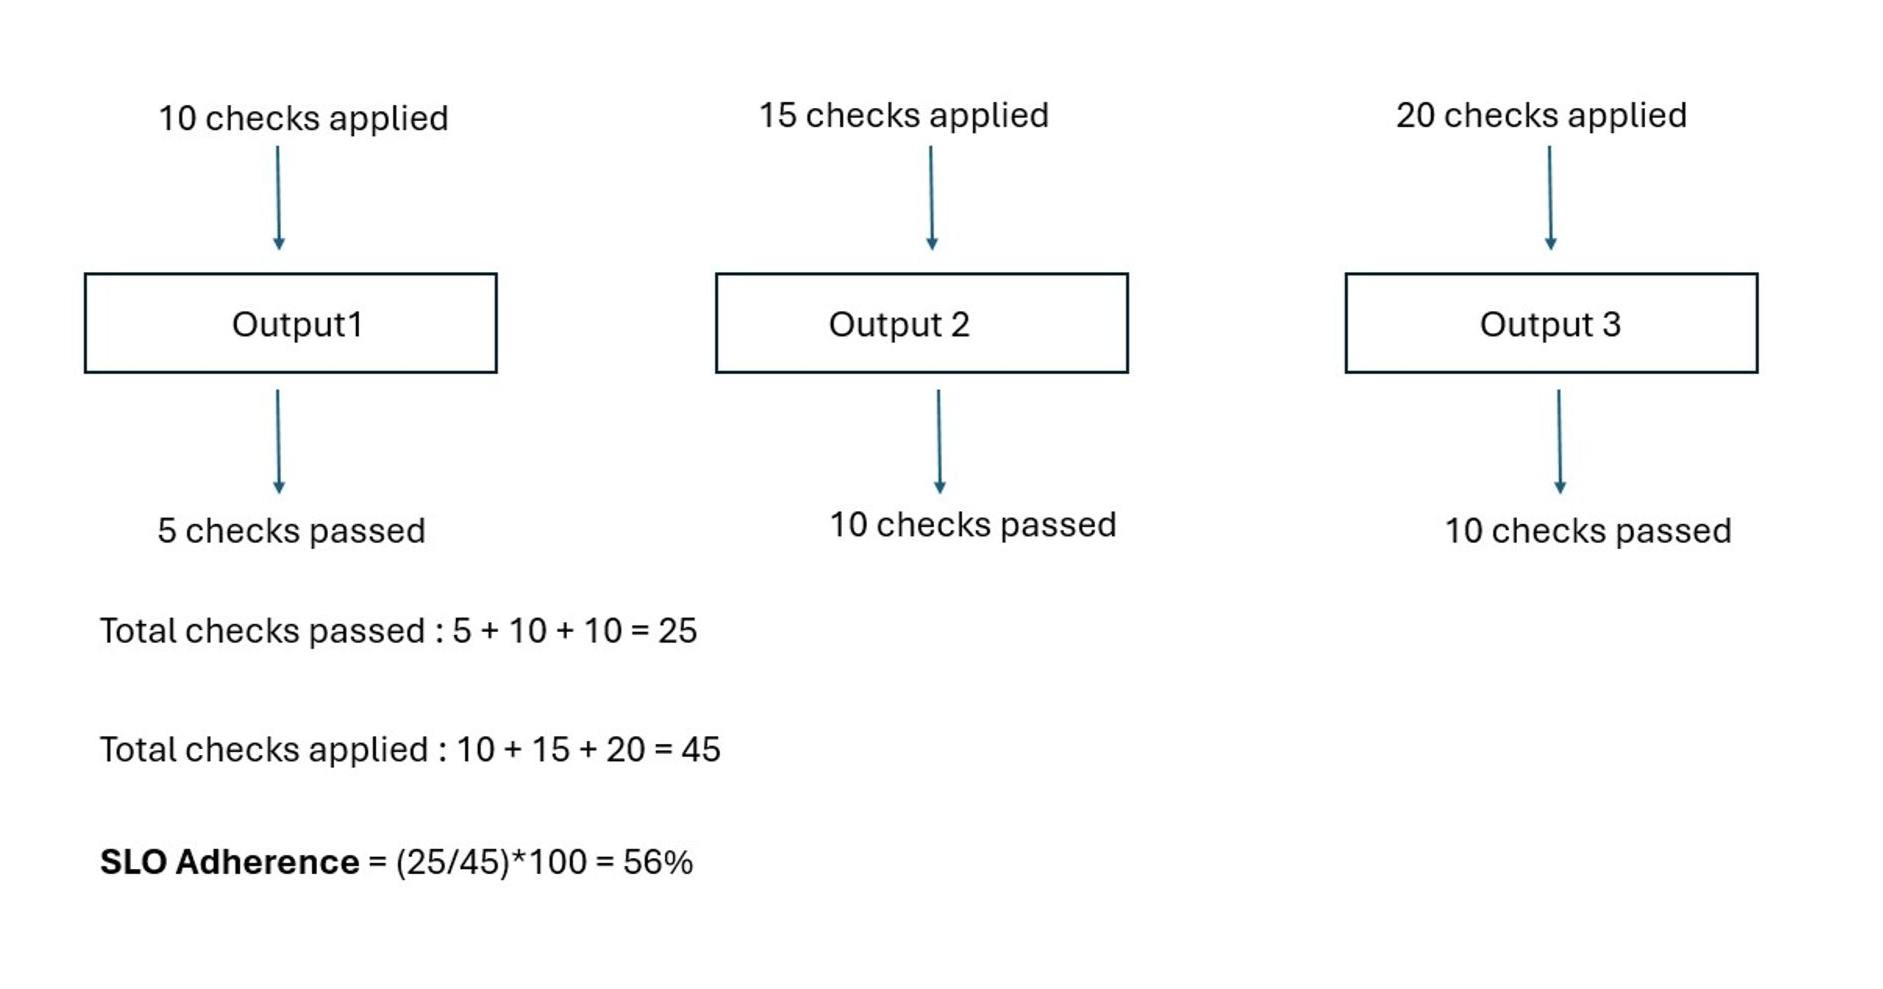 10 checks applied
15 checks applied
20 checks applied
Output1
Output 2
Output 3
5 checks passed
10 checks passed
10 checks passed
Total checks passed : 5 + 10 + 10 = 25
Total checks applied : 10 + 15 + 20 = 45
SLO Adherence = (25/45)*100 = 56%